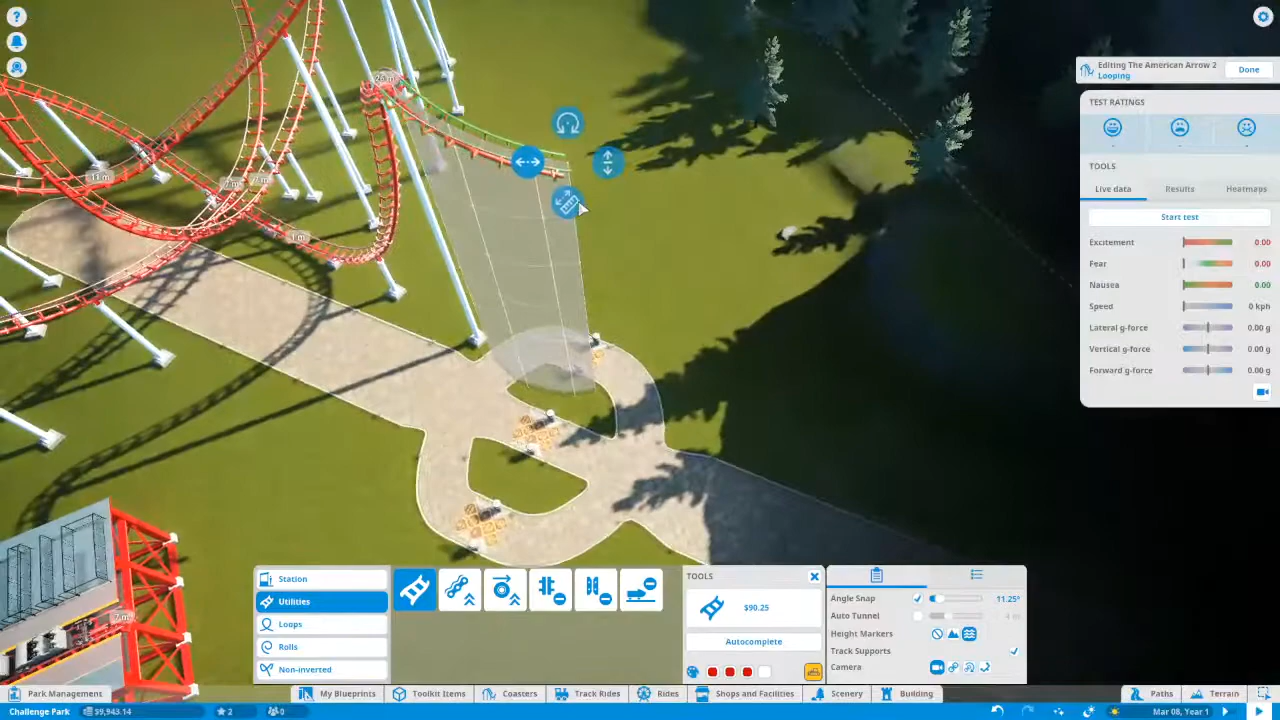 ?
26 m
Editing The American Arrow 2
Looping
Done
TEST RATINGS
- - -
TOOLS
Live data Results Heatmaps
Start test
Excitement 0.00
Fear 0.00
Nausea 0.00
Speed 0 kph
Lateral g-force 0.00 g
Vertical g-force 0.00 g
Forward g-force 0.00 g
11 m
7 m
7 m
1 m
7 m
Station
Utilities
Loops
Rolls
Non-inverted
TOOLS
$90.25
Autocomplete
Angle Snap 11.25°
Auto Tunnel 4 m
Height Markers
Track Supports
Camera
Park Management My Blueprints Toolkit Items Coasters Track Rides Rides Shops and Facilities Scenery Building Paths Terrain
Challenge Park $9,943.14 2 0 Mar 08, Year 1